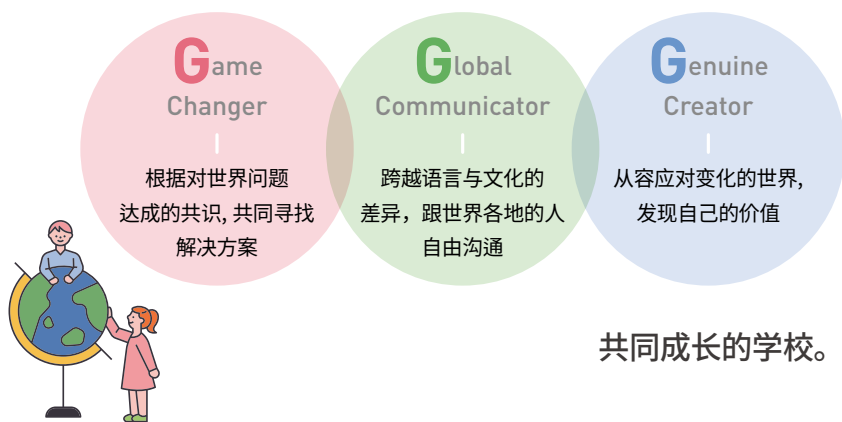 Game
Changer
根据对世界问题
达成的共识, 共同寻找
解决方案
Global
Communicator
跨越语言与文化的
差异，跟世界各地的人
自由沟通
Genuine
Creator
从容应对变化的世界,
发现自己的价值
共同成长的学校。